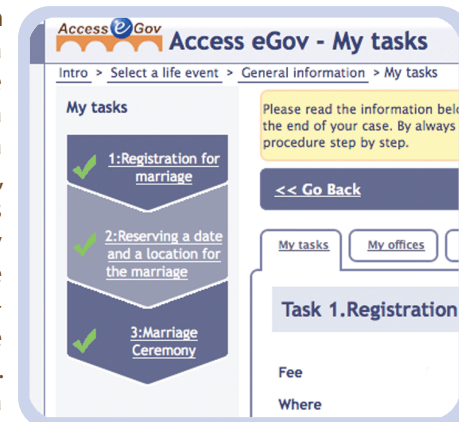 Access eGov
Access eGov - My tasks
Intro > Select a life event > General information > My tasks
My tasks
1:Registration for
marriage
2:Reserving a date
and a location for
the marriage
3:Marriage
Ceremony
Please read the information
the end of your case. By always
procedure step by step.
<< Go Back
My tasks
My offices
Task 1.Registration
Fee
Where